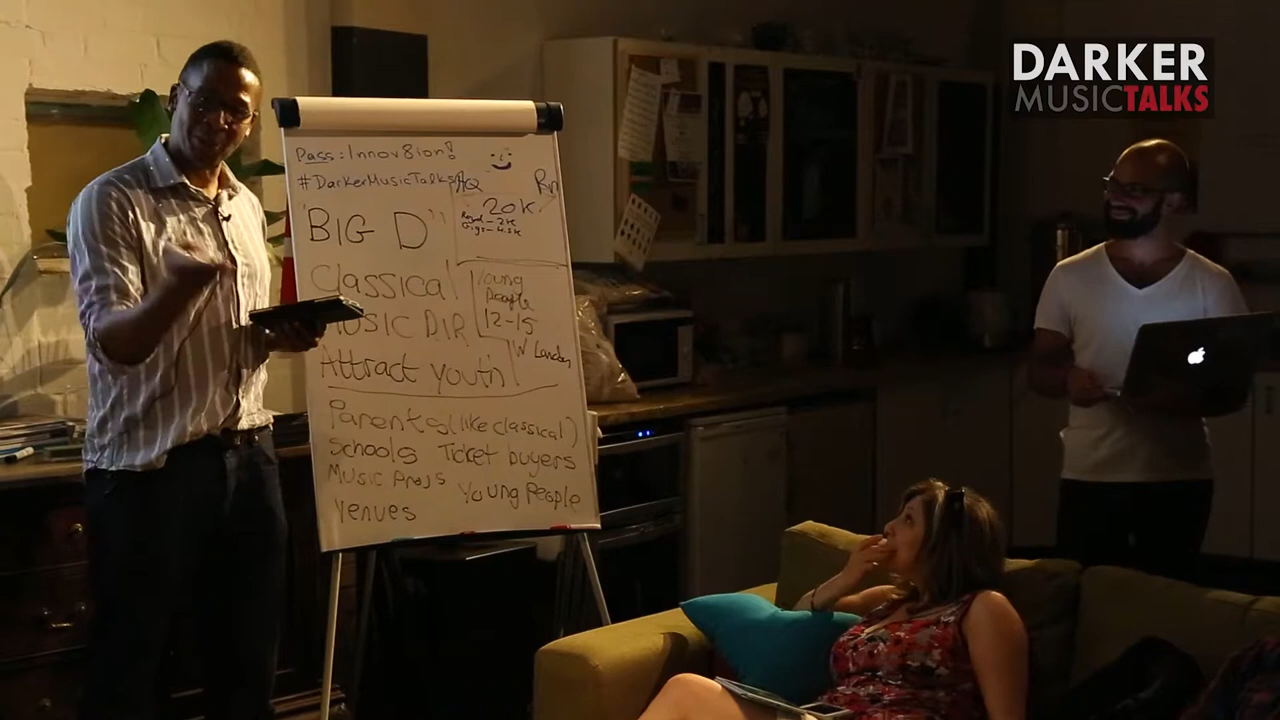 DARKER
MUSICTALKS
Pass: Innov8ion!
#DarkerMusicTalks
20K
"BIG D"
Classical
MUSIC DIR
Attract youth
Young
People
12-15
W London
Parents (like classical)
Schools Ticket buyers
Music Projs Young People
Venues